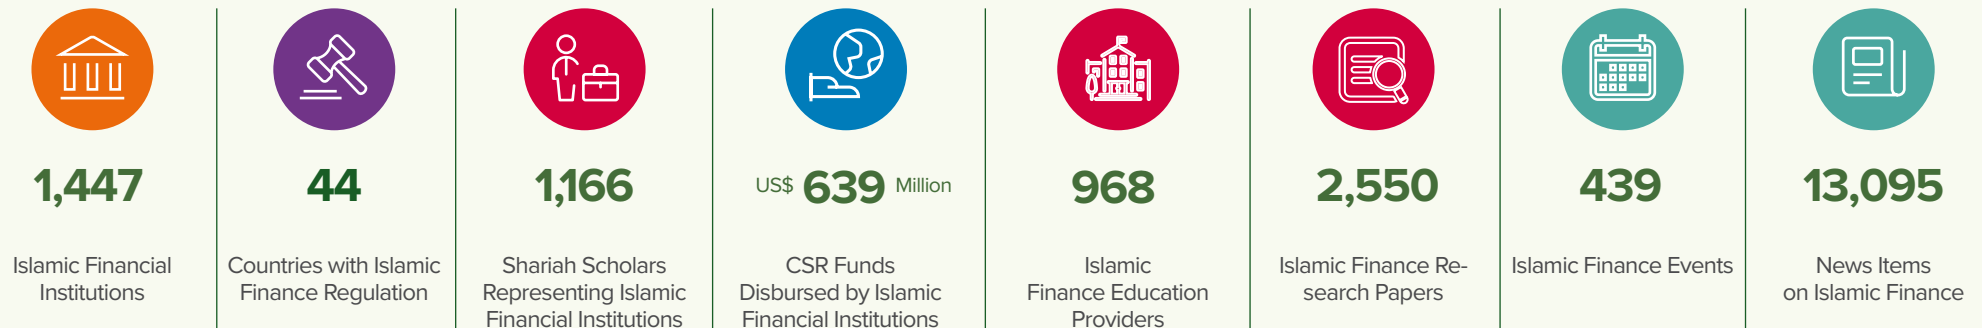 1,447
Islamic Financial
Institutions
44
Countries with Islamic
Finance Regulation
1,166
Shariah Scholars
Representing Islamic
Financial Institutions
US$ 639 Million
CSR Funds
Disbursed by Islamic
Financial Institutions
968
Islamic
Finance Education
Providers
2,550
Islamic Finance Re-
search Papers
439
Islamic Finance Events
13,095
News Items
on Islamic Finance